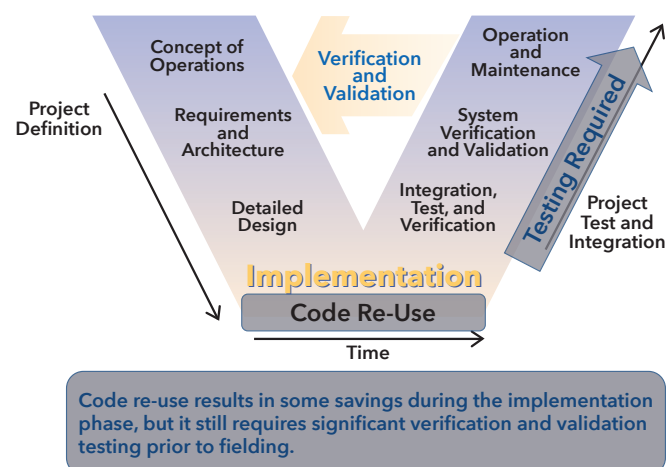 Concept of
Operations
Verification
and
Validation
Operation
and
Maintenance
Project
Definition
Requirements
and
Architecture
System
Verification
and Validation
Testing Required
Detailed
Design
Integration,
Test, and
Verification
Project
Test and
Integration
Implementation
Code Re-Use
Time
Code re-use results in some savings during the implementation
phase, but it still requires significant verification and validation
testing prior to fielding.